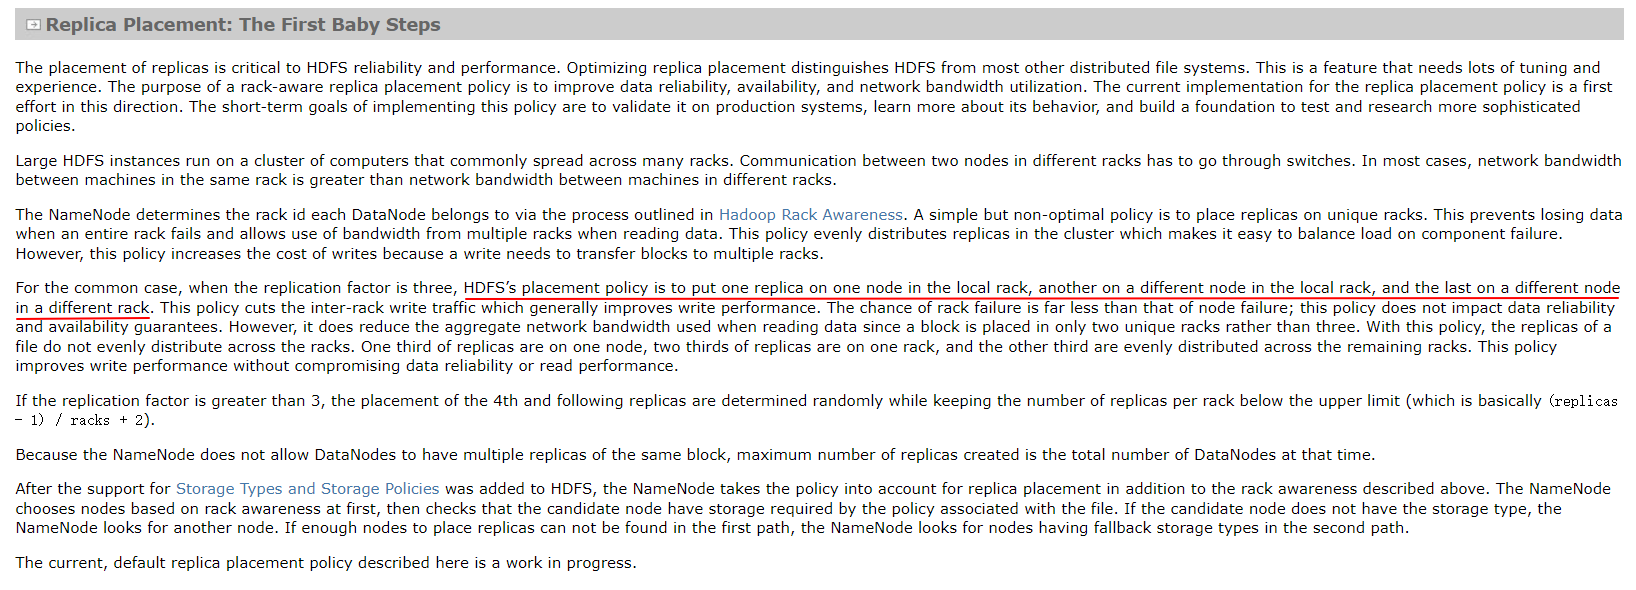 Replica Placement: The First Baby Steps
The placement of replicas is critical to HDFS reliability and performance. Optimizing replica placement distinguishes HDFS from most other distributed file systems. This is a feature that needs lots of tuning and
experience. The purpose of a rack-aware replica placement policy is to improve data reliability, availability, and network bandwidth utilization. The current implementation for the replica placement policy is a first
effort in this direction. The short-term goals of implementing this policy are to validate it on production systems, learn more about its behavior, and build a foundation to test and research more sophisticated
policies.
Large HDFS instances run on a cluster of computers that commonly spread across many racks. Communication between two nodes in different racks has to go through switches. In most cases, network bandwidth
between machines in the same rack is greater than network bandwidth between machines in different racks.
The NameNode determines the rack id each DataNode belongs to via the process outlined in Hadoop Rack Awareness. A simple but non-optimal policy is to place replicas on unique racks. This prevents losing data
when an entire rack fails and allows use of bandwidth from multiple racks when reading data. This policy evenly distributes replicas in the cluster which makes it easy to balance load on component failure.
However, this policy increases the cost of writes because a write needs to transfer blocks to multiple racks.
For the common case, when the replication factor is three, HDFS’s placement policy is to put one replica on one node in the local rack, another on a different node in the local rack, and the last on a different node
in a different rack. This policy cuts the inter-rack write traffic which generally improves write performance. The chance of rack failure is far less than that of node failure; this policy does not impact data reliability
and availability guarantees. However, it does reduce the aggregate network bandwidth used when reading data since a block is placed in only two unique racks rather than three. With this policy, the replicas of a
file do not evenly distribute across the racks. One third of replicas are on one node, two thirds of replicas are on one rack, and the other third are evenly distributed across the remaining racks. This policy
improves write performance without compromising data reliability or read performance.
If the replication factor is greater than 3, the placement of the 4th and following replicas are determined randomly while keeping the number of replicas per rack below the upper limit (which is basically (replicas
- 1) / racks + 2).
Because the NameNode does not allow DataNodes to have multiple replicas of the same block, maximum number of replicas created is the total number of DataNodes at that time.
After the support for Storage Types and Storage Policies was added to HDFS, the NameNode takes the policy into account for replica placement in addition to the rack awareness described above. The NameNode
chooses nodes based on rack awareness at first, then checks that the candidate node have storage required by the policy associated with the file. If the candidate node does not have the storage type, the
NameNode looks for another node. If enough nodes to place replicas can not be found in the first path, the NameNode looks for nodes having fallback storage types in the second path.
The current, default replica placement policy described here is a work in progress.